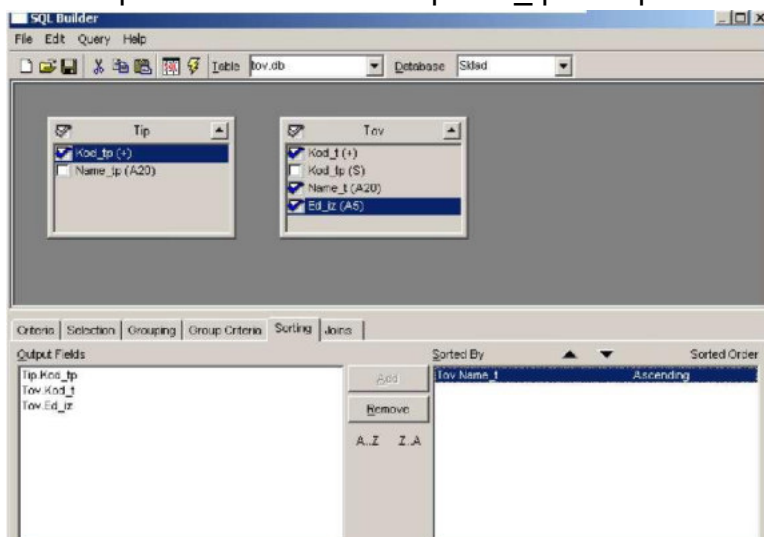 SQL Builder
File Edit Query Help
Table tov.db Database Sklad
Tip
Kod_tp (+)
Name_tp (A20)
Tov
Kod_t (+)
Kod_tp (S)
Name_t (A20)
Ed_iz (A5)
Criteria Selection Grouping Group Criteria Sorting Joins
Output Fields
Sorted By Sorted Order
Tip.Kod_tp
Tov.Kod_t
Tov.Ed_iz
Add
Remove
A..Z Z..A
Tov.Name_t Ascending